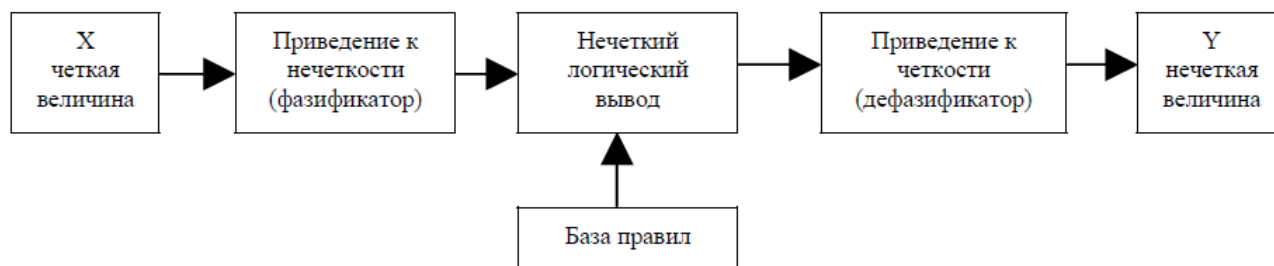 X
четкая
величина
Приведение к
нечеткости
(фазификатор)
Нечеткий
логический
вывод
Приведение к
четкости
(дефазификатор)
Y
нечеткая
величина
База правил